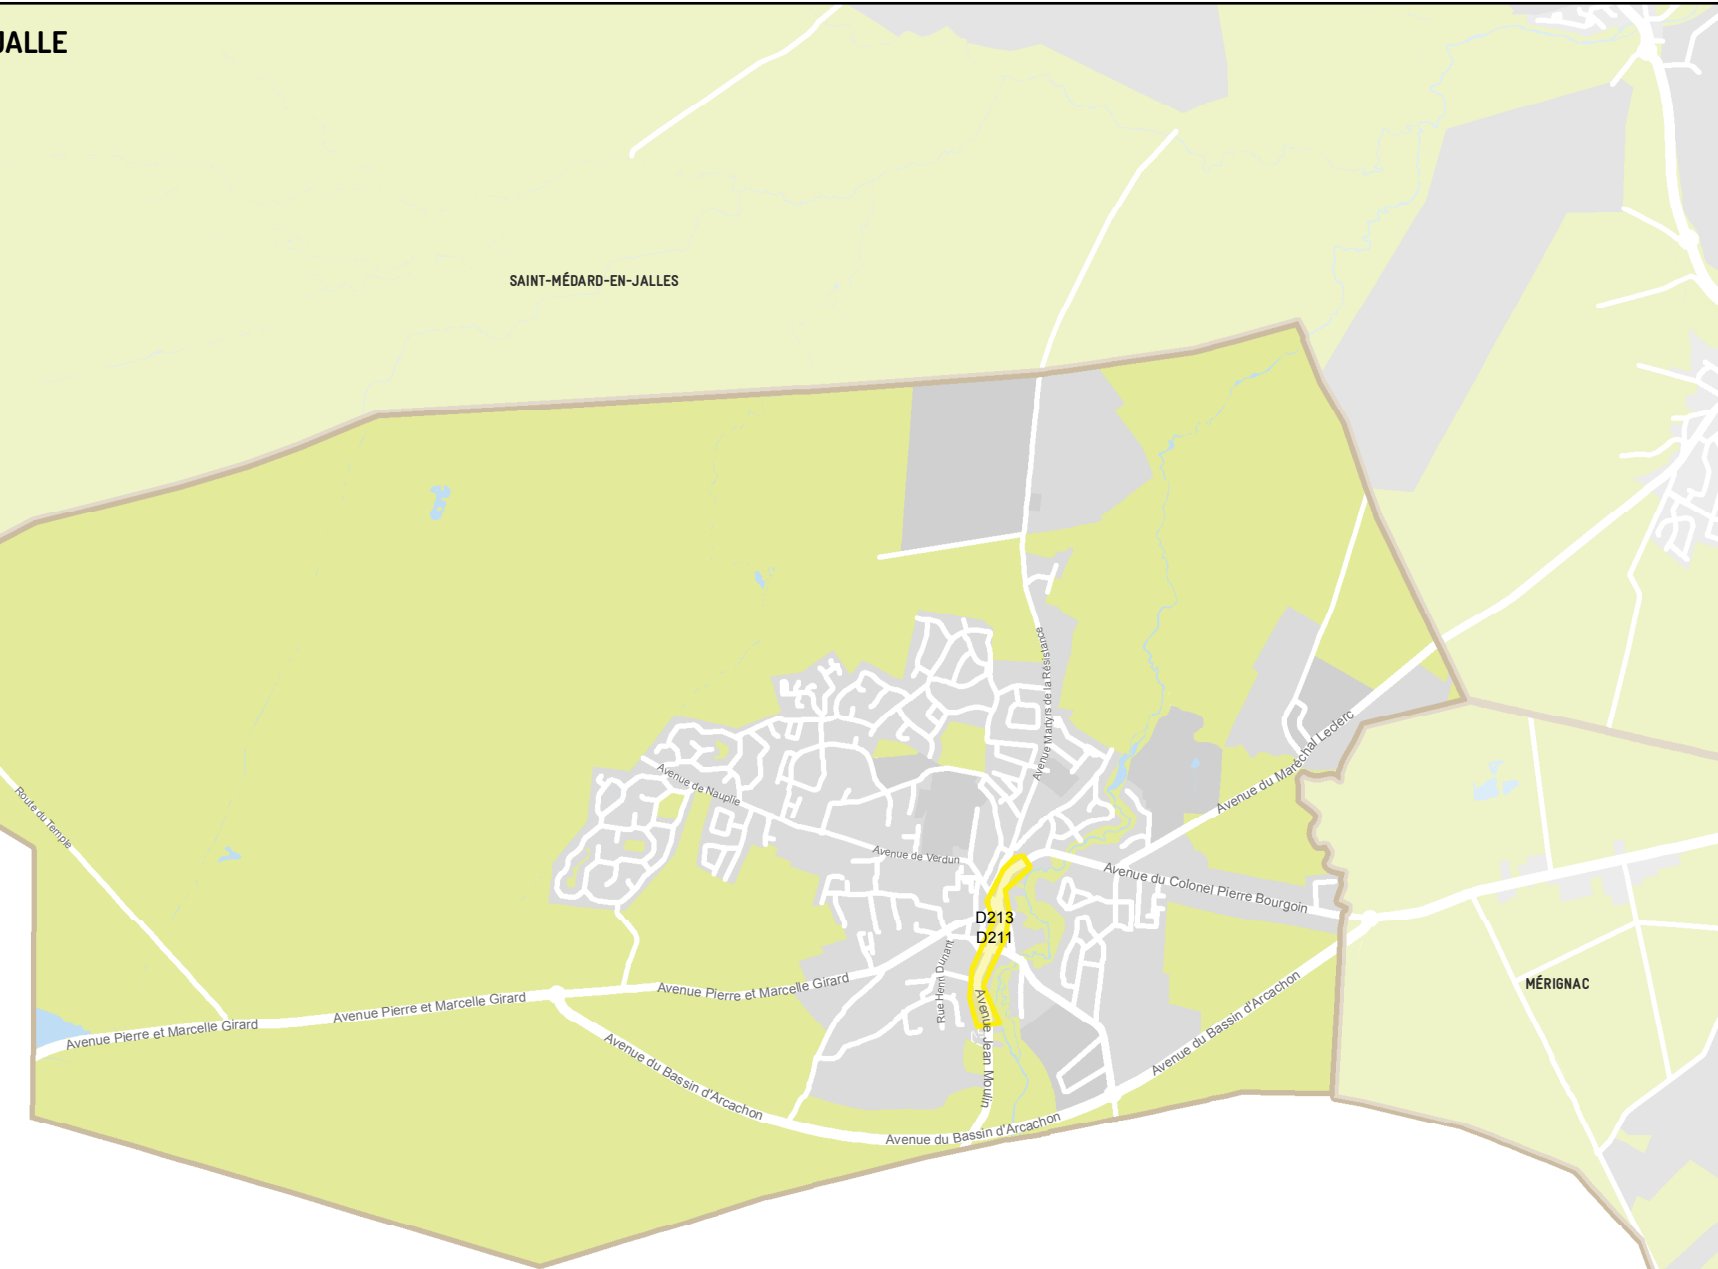 JALLE
SAINT-MÉDARD-EN-JALLES
Avenue Martyrs de la Résistance
Avenue du Maréchal Leclerc
Avenue de Nauplie
Route du Temple
Avenue de Verdun
Avenue du Colonel Pierre Bourgoin
D213
D211
Rue Henri Dunant
MÉRIGNAC
Avenue Pierre et Marcelle Girard
Avenue Pierre et Marcelle Girard
Avenue Pierre et Marcelle Girard
Avenue Jean Moulin
Avenue du Bassin d'Arcachon
Avenue du Bassin d'Arcachon
Avenue du Bassin d'Arcachon